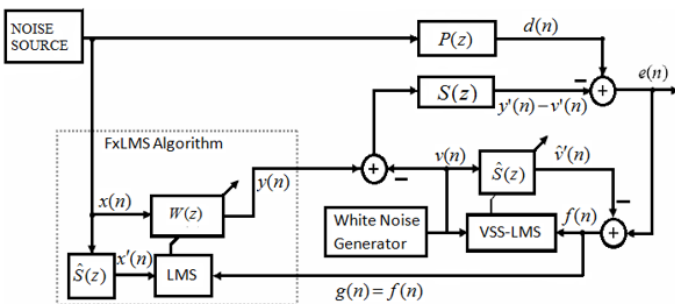 NOISE
SOURCE
P(z)
d(n)
e(n)
−
+
S(z)
y'(n)−v'(n)
FxLMS Algorithm
y(n)
+
−
v(n)
Ŝ(z)
v̂'(n)
−
x(n)
W(z)
White Noise
Generator
VSS-LMS
f(n)
+
Ŝ(z)
x'(n)
LMS
g(n) = f(n)